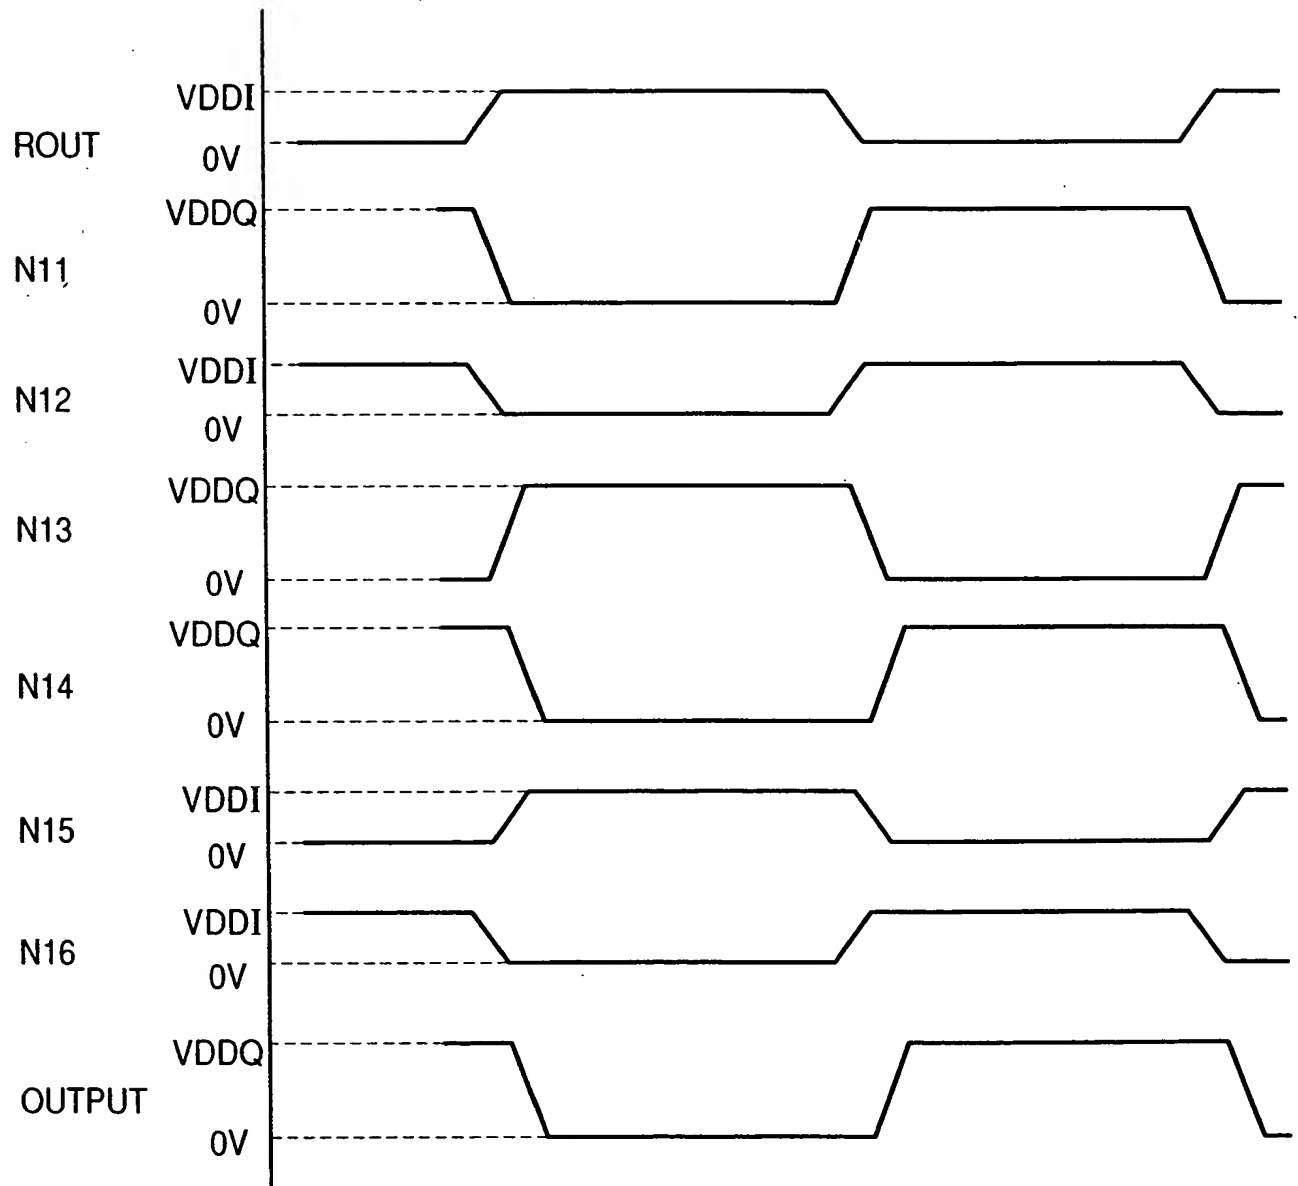 VDDI
ROUT
0V
VDDQ
N11
0V
VDDI
N12
0V
VDDQ
N13
0V
VDDQ
N14
0V
VDDI
N15
0V
VDDI
N16
0V
VDDQ
OUTPUT
0V